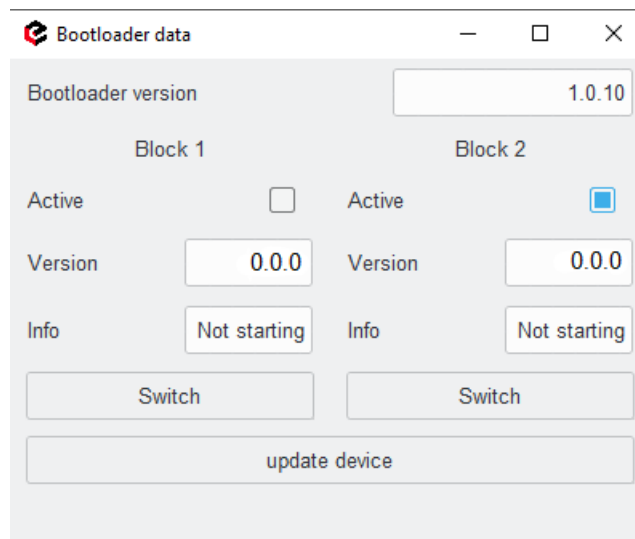 Bootloader data
Bootloader version 1.0.10
Block 1 Block 2
Active Active
Version 0.0.0 Version 0.0.0
Info Not starting Info Not starting
Switch Switch
update device